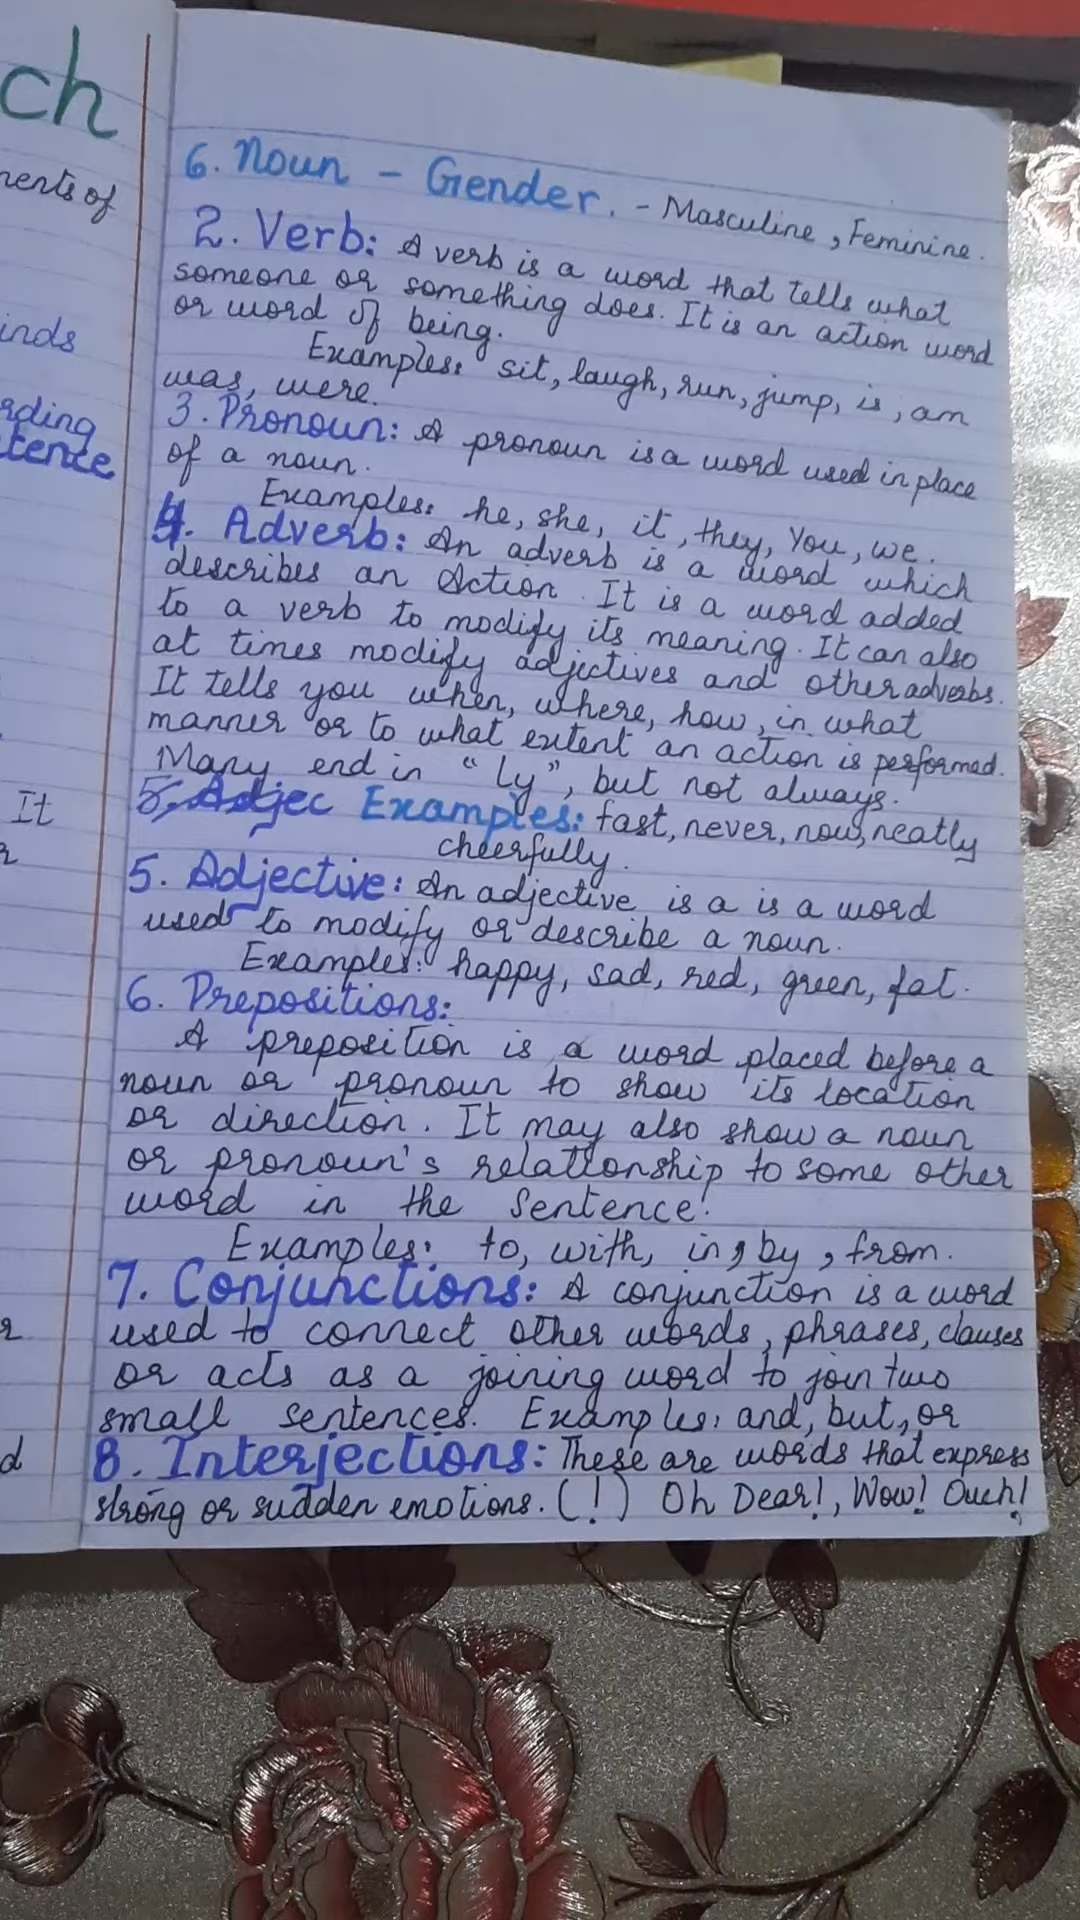 ch
ments of
inds
rding
tence
It
r
r
d
6. Noun - Gender. - Masculine, Feminine.
2. Verb: A verb is a word that tells what
someone or something does. It is an action word
or word of being.
Examples: sit, laugh, run, jump, is, am
was, were.
3. Pronoun: A pronoun is a word used in place
of a noun.
Examples: he, she, it, they, You, we.
4. Adverb: An adverb is a word which
describes an Action. It is a word added
to a verb to modify its meaning. It can also
at times modify adjectives and other adverbs.
It tells you when, where, how, in what
manner or to what extent an action is performed.
Many end in "ly", but not always.
5. Adjec Examples: fast, never, now, neatly
cheerfully.
5. Adjective: An adjective is a is a word
used to modify or describe a noun.
Examples: happy, sad, red, green, fat.
6. Prepositions:
A preposition is a word placed before a
noun or pronoun to show its location
or direction. It may also show a noun
or pronoun's relationship to some other
word in the sentence.
Examples: to, with, in, by, from.
7. Conjunctions: A conjunction is a word
used to connect other words, phrases, clauses
or acts as a joining word to join two
small sentences. Examples: and, but, or
8. Interjections: These are words that express
strong or sudden emotions. (!) Oh Dear!, Wow! Ouch!